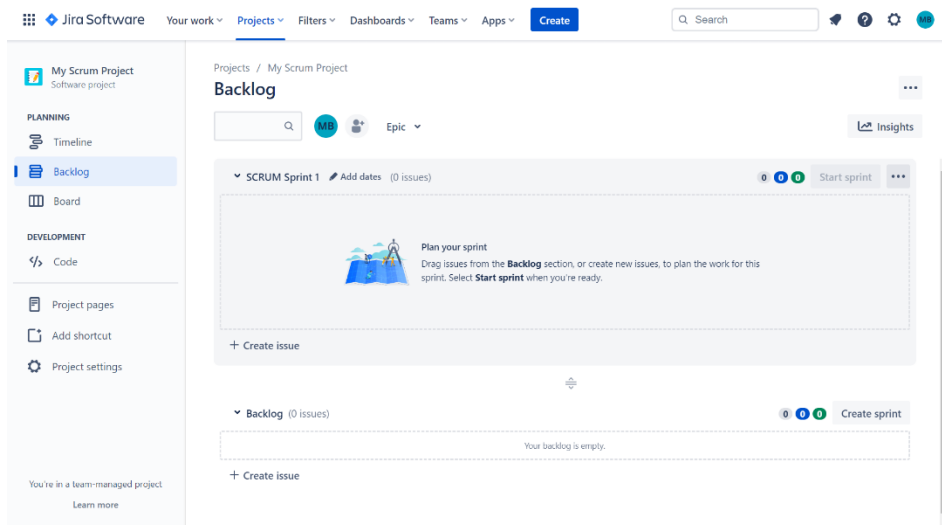 Jira Software Your work Projects Filters Dashboards Teams Apps Create Search MB
My Scrum Project
Software project
PLANNING
Timeline
Backlog
Board
DEVELOPMENT
Code
Project pages
Add shortcut
Project settings
You're in a team-managed project
Learn more
Projects / My Scrum Project
Backlog
MB Epic Insights
SCRUM Sprint 1 Add dates (0 issues) 0 0 0 Start sprint
Plan your sprint
Drag issues from the Backlog section, or create new issues, to plan the work for this
sprint. Select Start sprint when you're ready.
+ Create issue
Backlog (0 issues) 0 0 0 Create sprint
Your backlog is empty.
+ Create issue